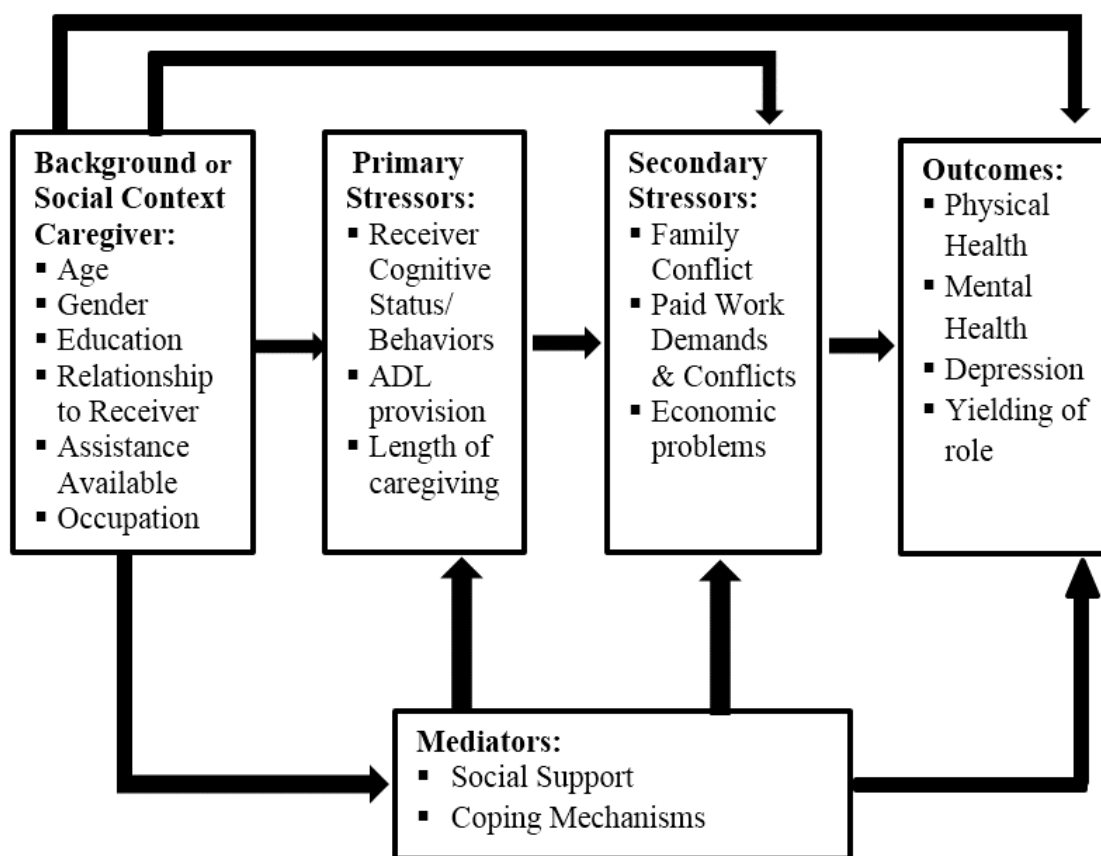 Background or
Social Context
Caregiver:
▪ Age
▪ Gender
▪ Education
▪ Relationship
to Receiver
▪ Assistance
Available
▪ Occupation
Primary
Stressors:
▪ Receiver
Cognitive
Status/
Behaviors
▪ ADL
provision
▪ Length of
caregiving
Secondary
Stressors:
▪ Family
Conflict
▪ Paid Work
Demands
& Conflicts
▪ Economic
problems
Outcomes:
▪ Physical
Health
▪ Mental
Health
▪ Depression
▪ Yielding of
role
Mediators:
▪ Social Support
▪ Coping Mechanisms